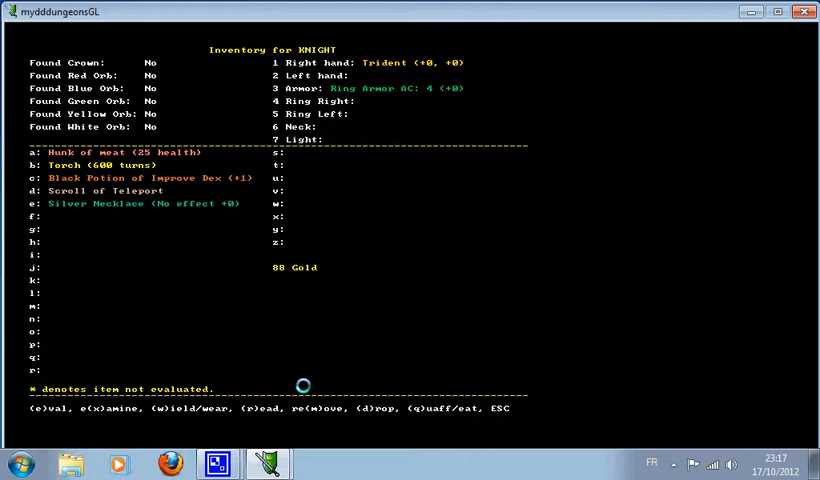 mydddungeonsGL
Inventory for KNIGHT
Found Crown: No
Found Red Orb: No
Found Blue Orb: No
Found Green Orb: No
Found Yellow Orb: No
Found White Orb: No
1 Right hand: Trident (+0, +0)
2 Left hand:
3 Armor: Ring Armor AC: 4 (+0)
4 Ring Right:
5 Ring Left:
6 Neck:
7 Light:
a: Hunk of meat (25 health)
b: Torch (600 turns)
c: Black Potion of Improve Dex (+1)
d: Scroll of Teleport
e: Silver Necklace (No effect +0)
f:
g:
h:
i:
j:
k:
l:
m:
n:
o:
p:
q:
r:
s:
t:
u:
v:
w:
x:
y:
z:
88 Gold
* denotes item not evaluated.
(e)val, e(x)amine, (w)ield/wear, (r)ead, re(m)ove, (d)rop, (q)uaff/eat, ESC
FR
23:17
17/10/2012